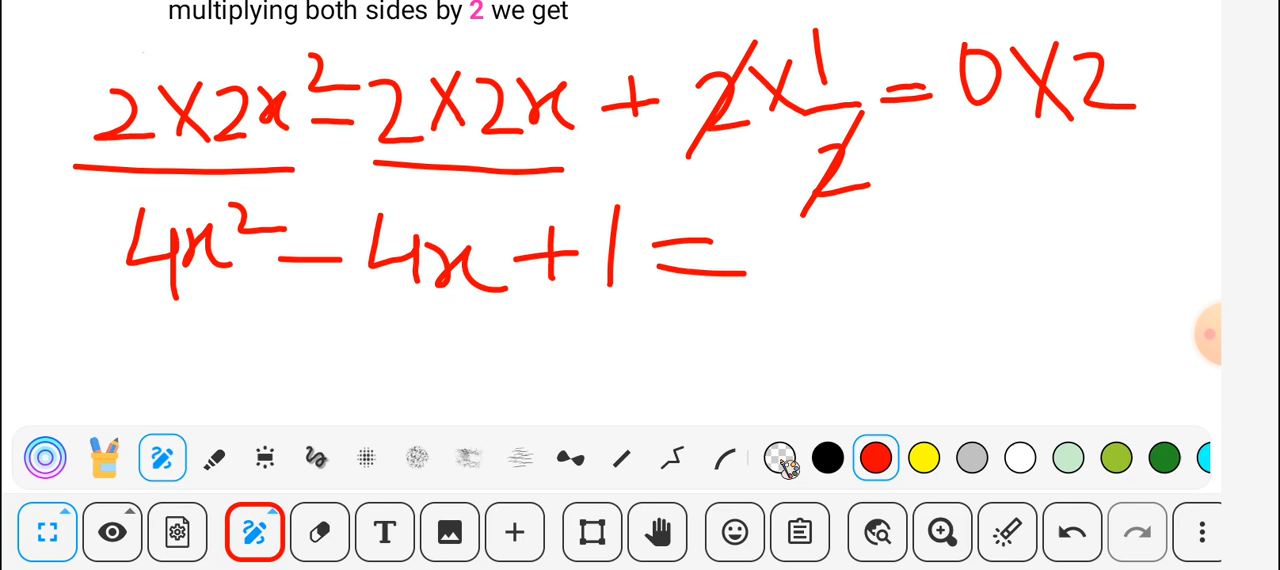 multiplying both sides by 2 we get
2×2x²-2×2x+2×1/2=0×2
4x²-4x+1=
T